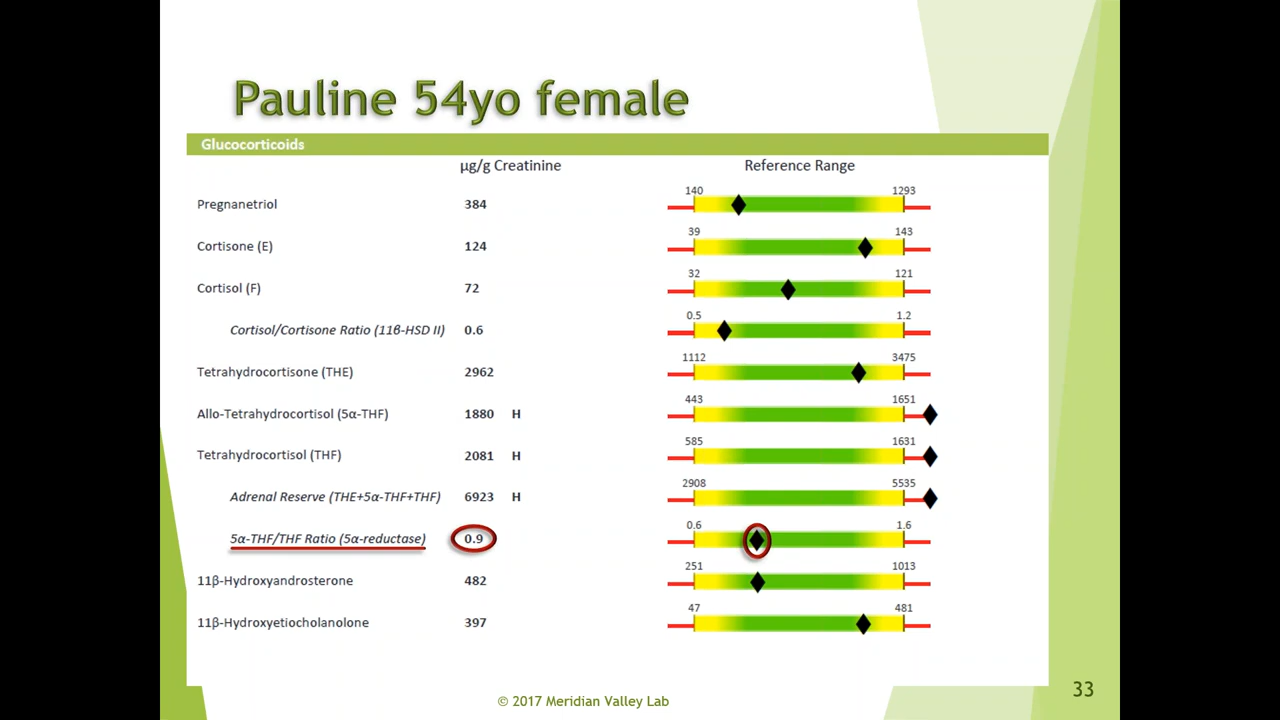 Pauline 54yo female
Glucocorticoids
µg/g Creatinine Reference Range
Pregnanetriol 384 140 1293
Cortisone (E) 124 39 143
Cortisol (F) 72 32 121
Cortisol/Cortisone Ratio (11β-HSD II) 0.6 0.5 1.2
Tetrahydrocortisone (THE) 2962 1112 3475
Allo-Tetrahydrocortisol (5α-THF) 1880 H 443 1651
Tetrahydrocortisol (THF) 2081 H 585 1631
Adrenal Reserve (THE+5α-THF+THF) 6923 H 2908 5535
5α-THF/THF Ratio (5α-reductase) 0.9 0.6 1.6
11β-Hydroxyandrosterone 482 251 1013
11β-Hydroxyetiocholanolone 397 47 481
© 2017 Meridian Valley Lab
33